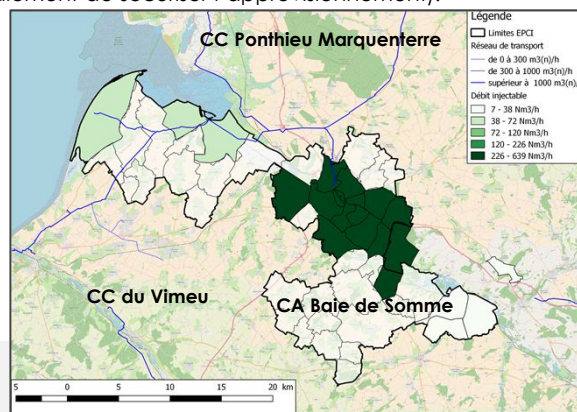 CC Ponthieu Marquenterre
Légende
Limites EPCI
Réseau de transport
de 0 à 300 m3(n)/h
de 300 à 1000 m3(n)/h
supérieur à 1000 m3(n)
Débit injectable
7 - 38 Nm3/h
38 - 72 Nm3/h
72 - 120 Nm3/h
120 - 226 Nm3/h
226 - 639 Nm3/h
CC du Vimeu
CA Baie de Somme
5 0 5 10 15 20 km